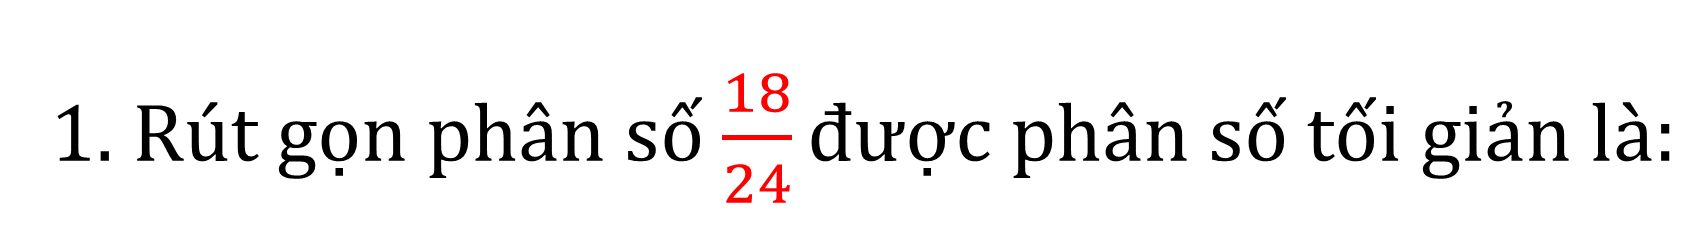 1. Rút gọn phân số 18/24 được phân số tối giản là: